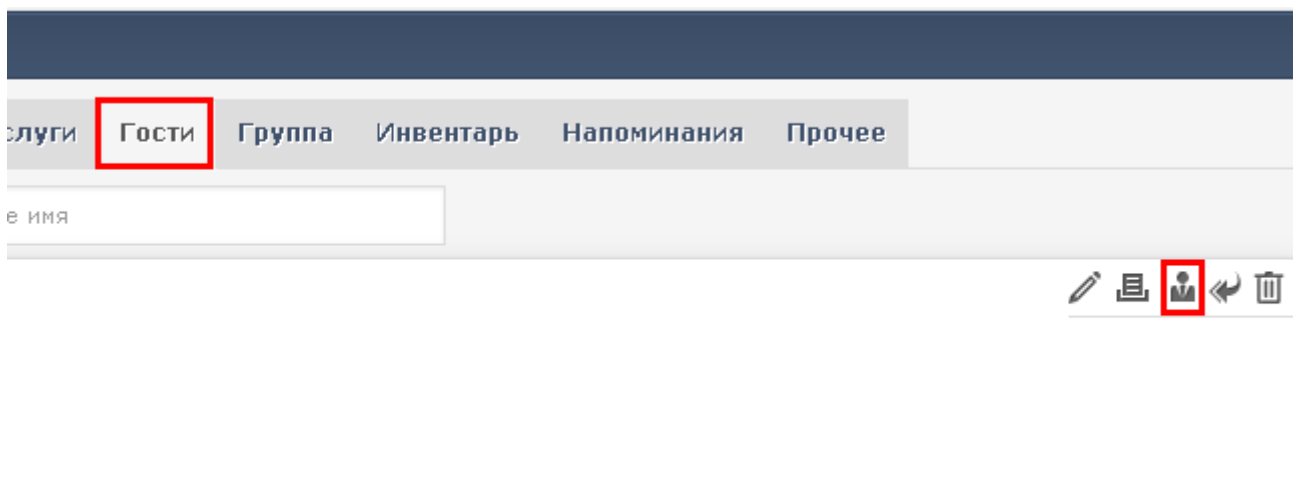 слуги Гости Группа Инвентарь Напоминания Прочее
е имя